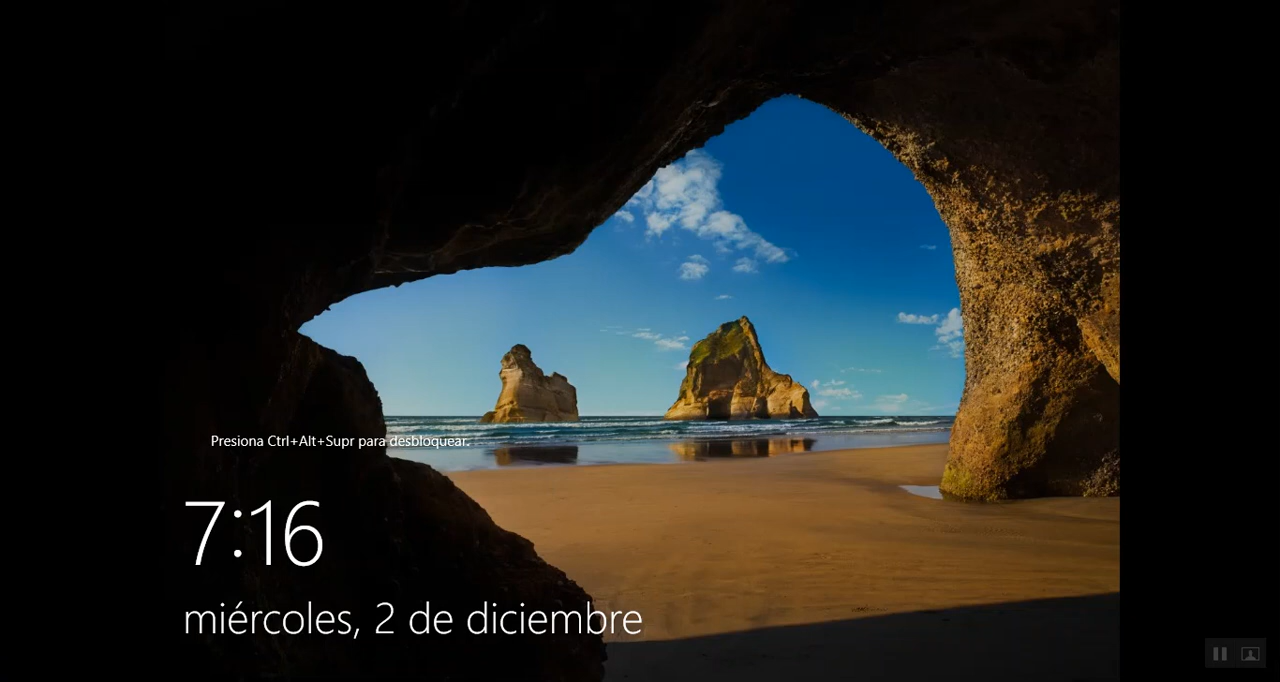 Presiona Ctrl+Alt+Supr para desbloquear.
7:16
miércoles, 2 de diciembre